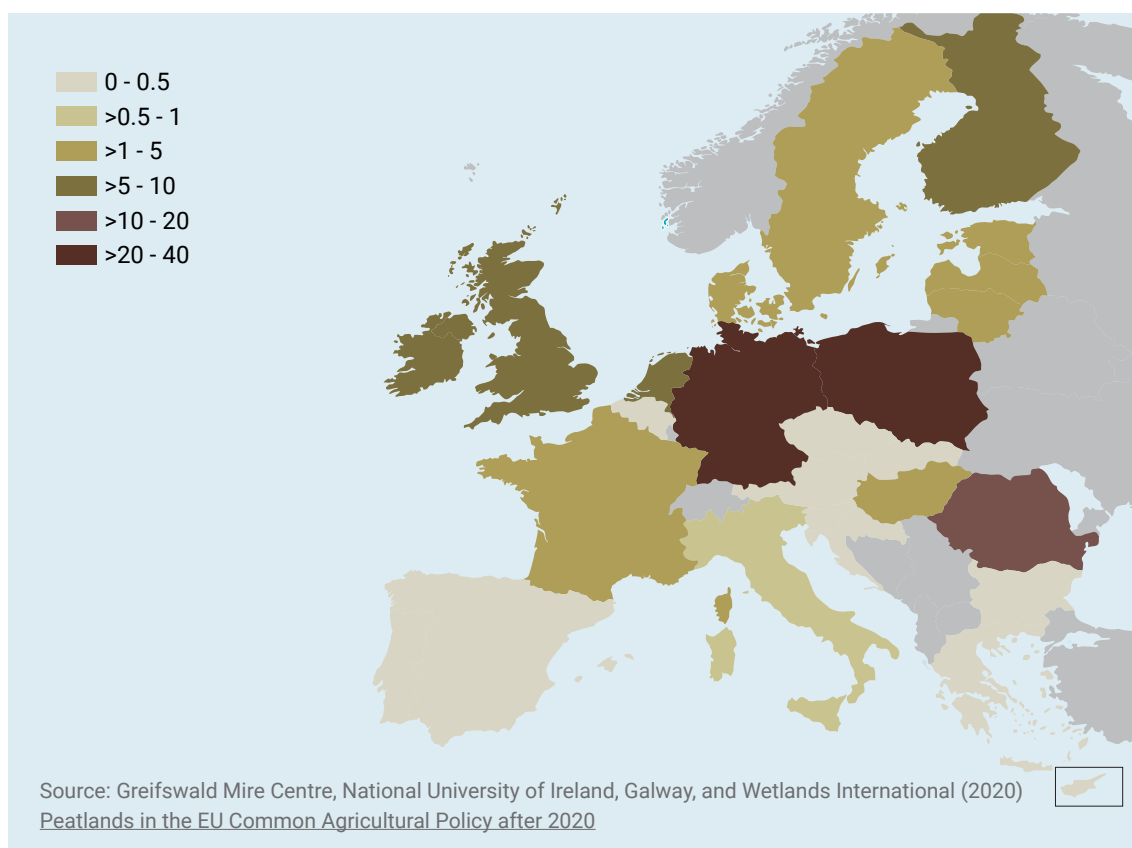 0 - 0.5
>0.5 - 1
>1 - 5
>5 - 10
>10 - 20
>20 - 40
Source: Greifswald Mire Centre, National University of Ireland, Galway, and Wetlands International (2020)
Peatlands in the EU Common Agricultural Policy after 2020